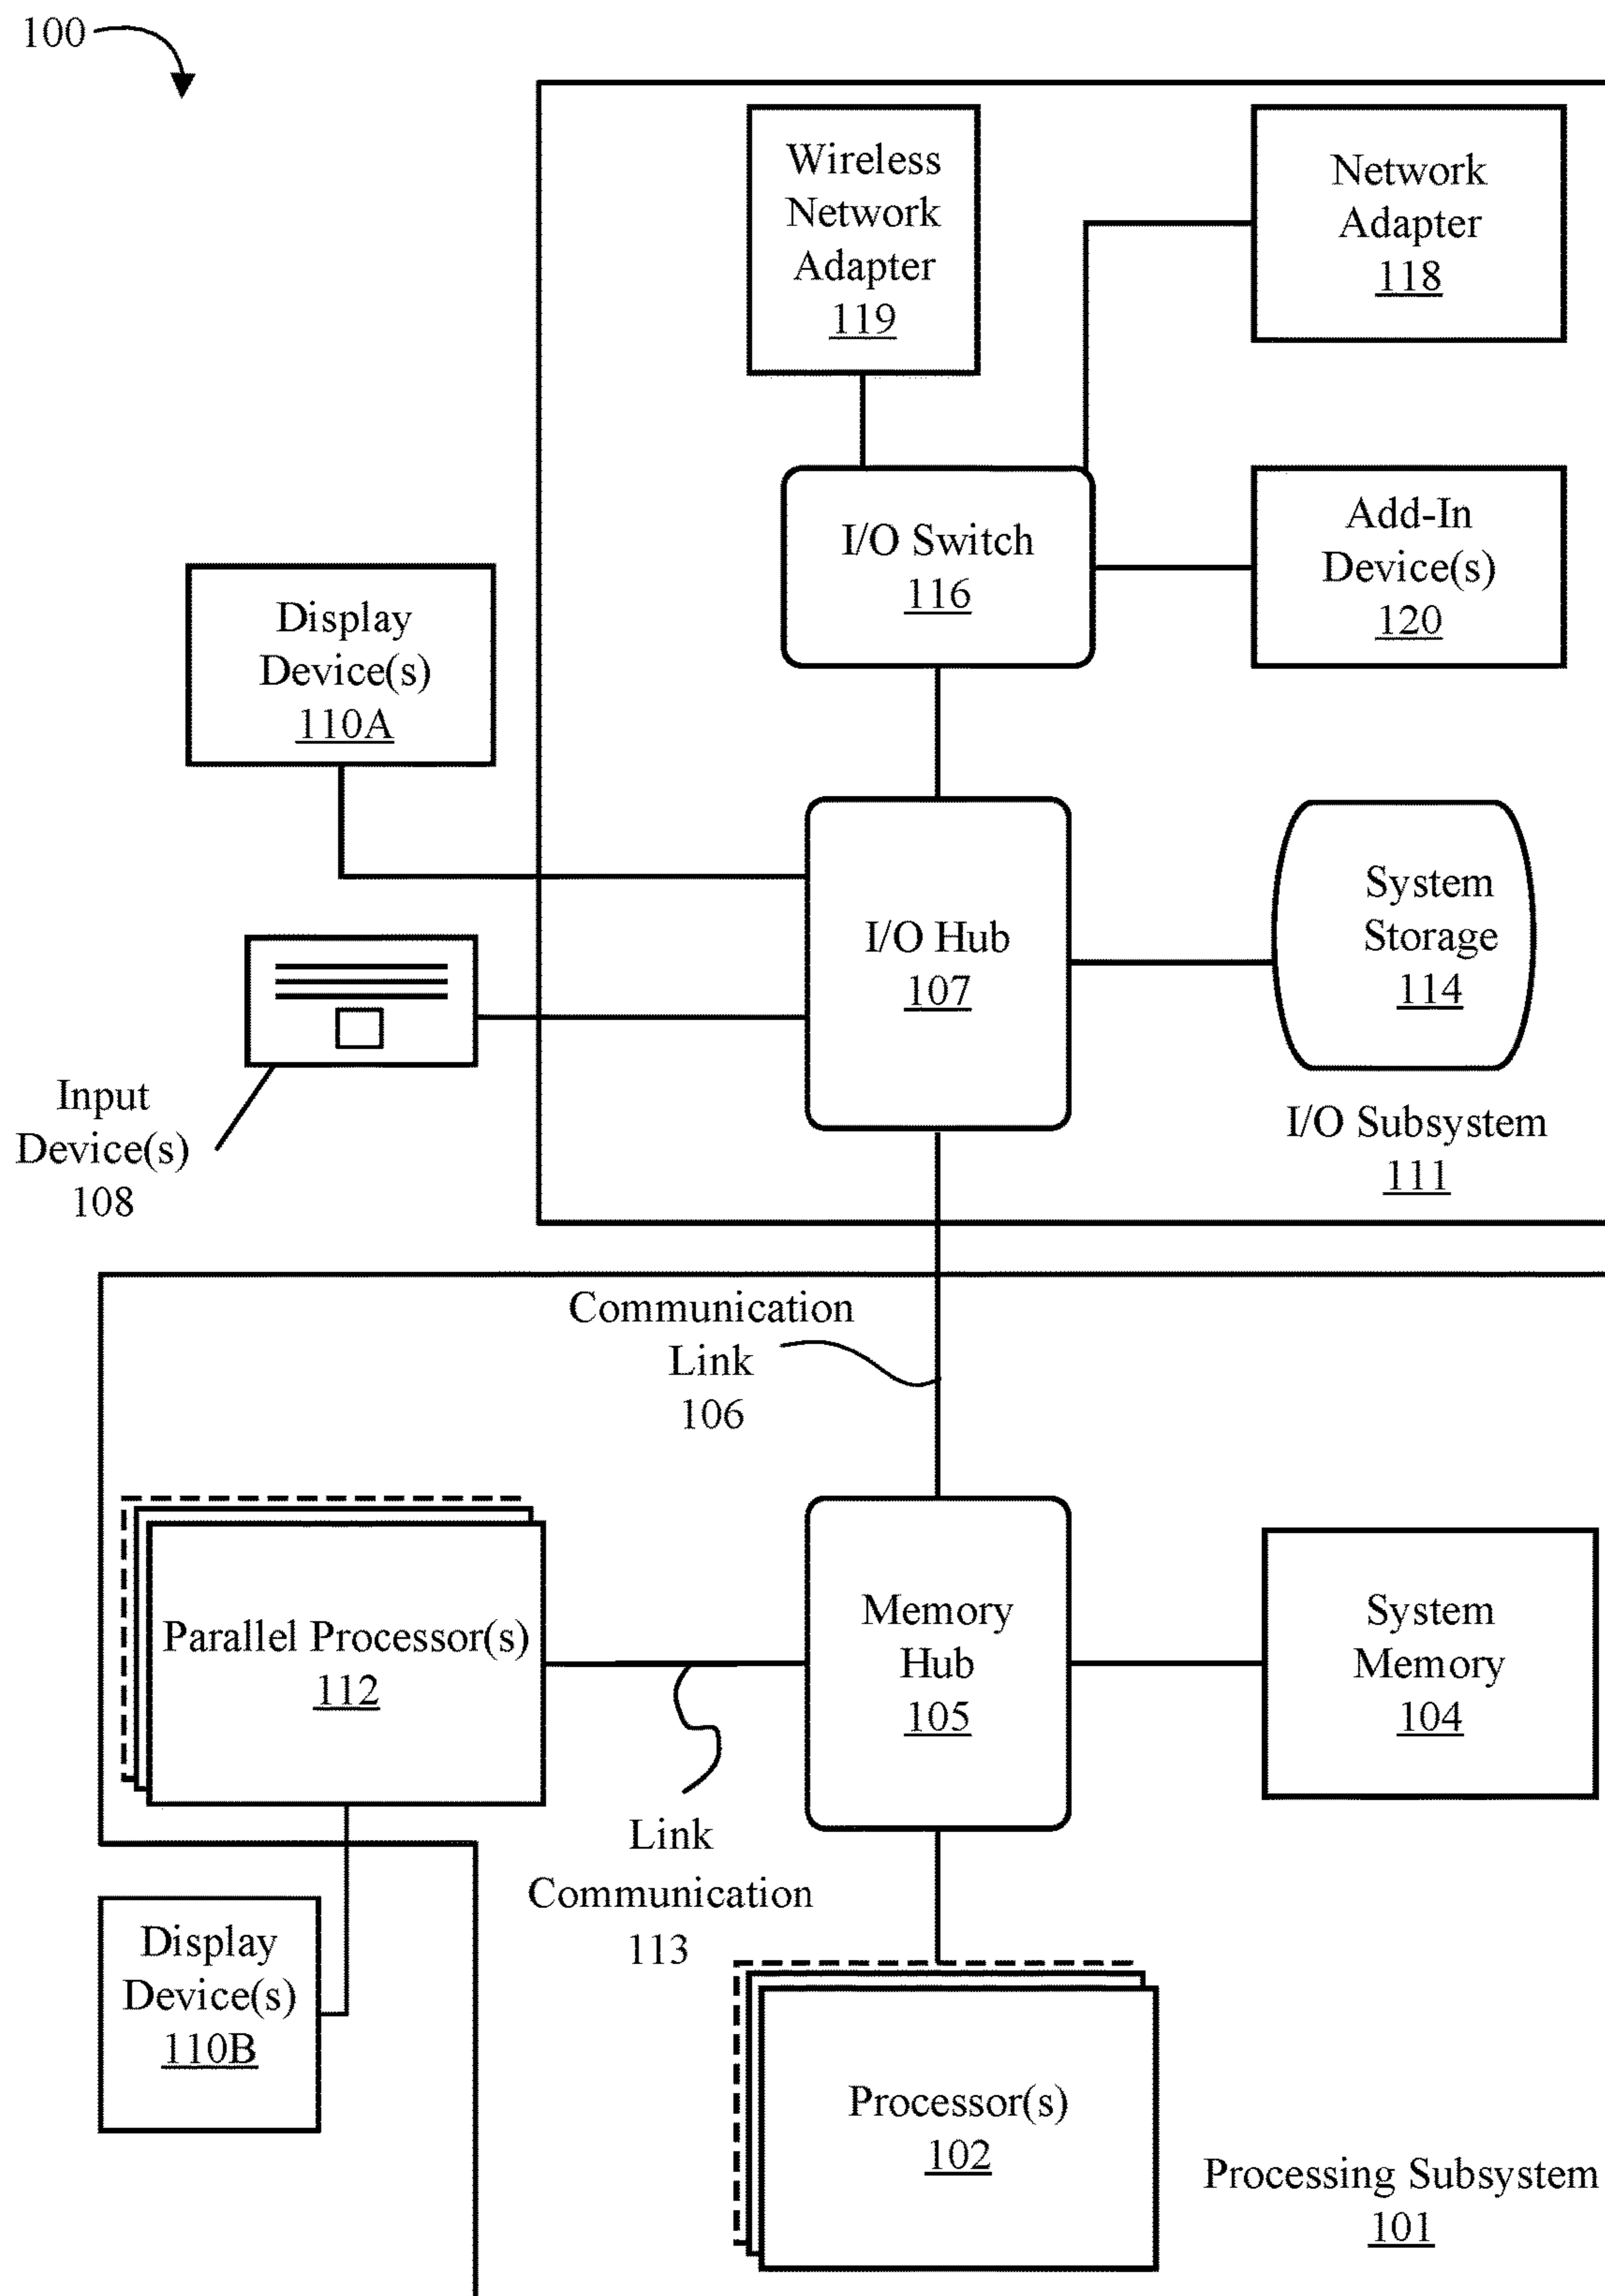 100
Wireless
Network
Adapter
119
Network
Adapter
118
I/O Switch
116
Add-In
Device(s)
120
Display
Device(s)
110A
I/O Hub
107
System
Storage
114
Input
Device(s)
108
I/O Subsystem
111
Communication
Link
106
Parallel Processor(s)
112
Memory
Hub
105
System
Memory
104
Link
Communication
113
Display
Device(s)
110B
Processor(s)
102
Processing Subsystem
101